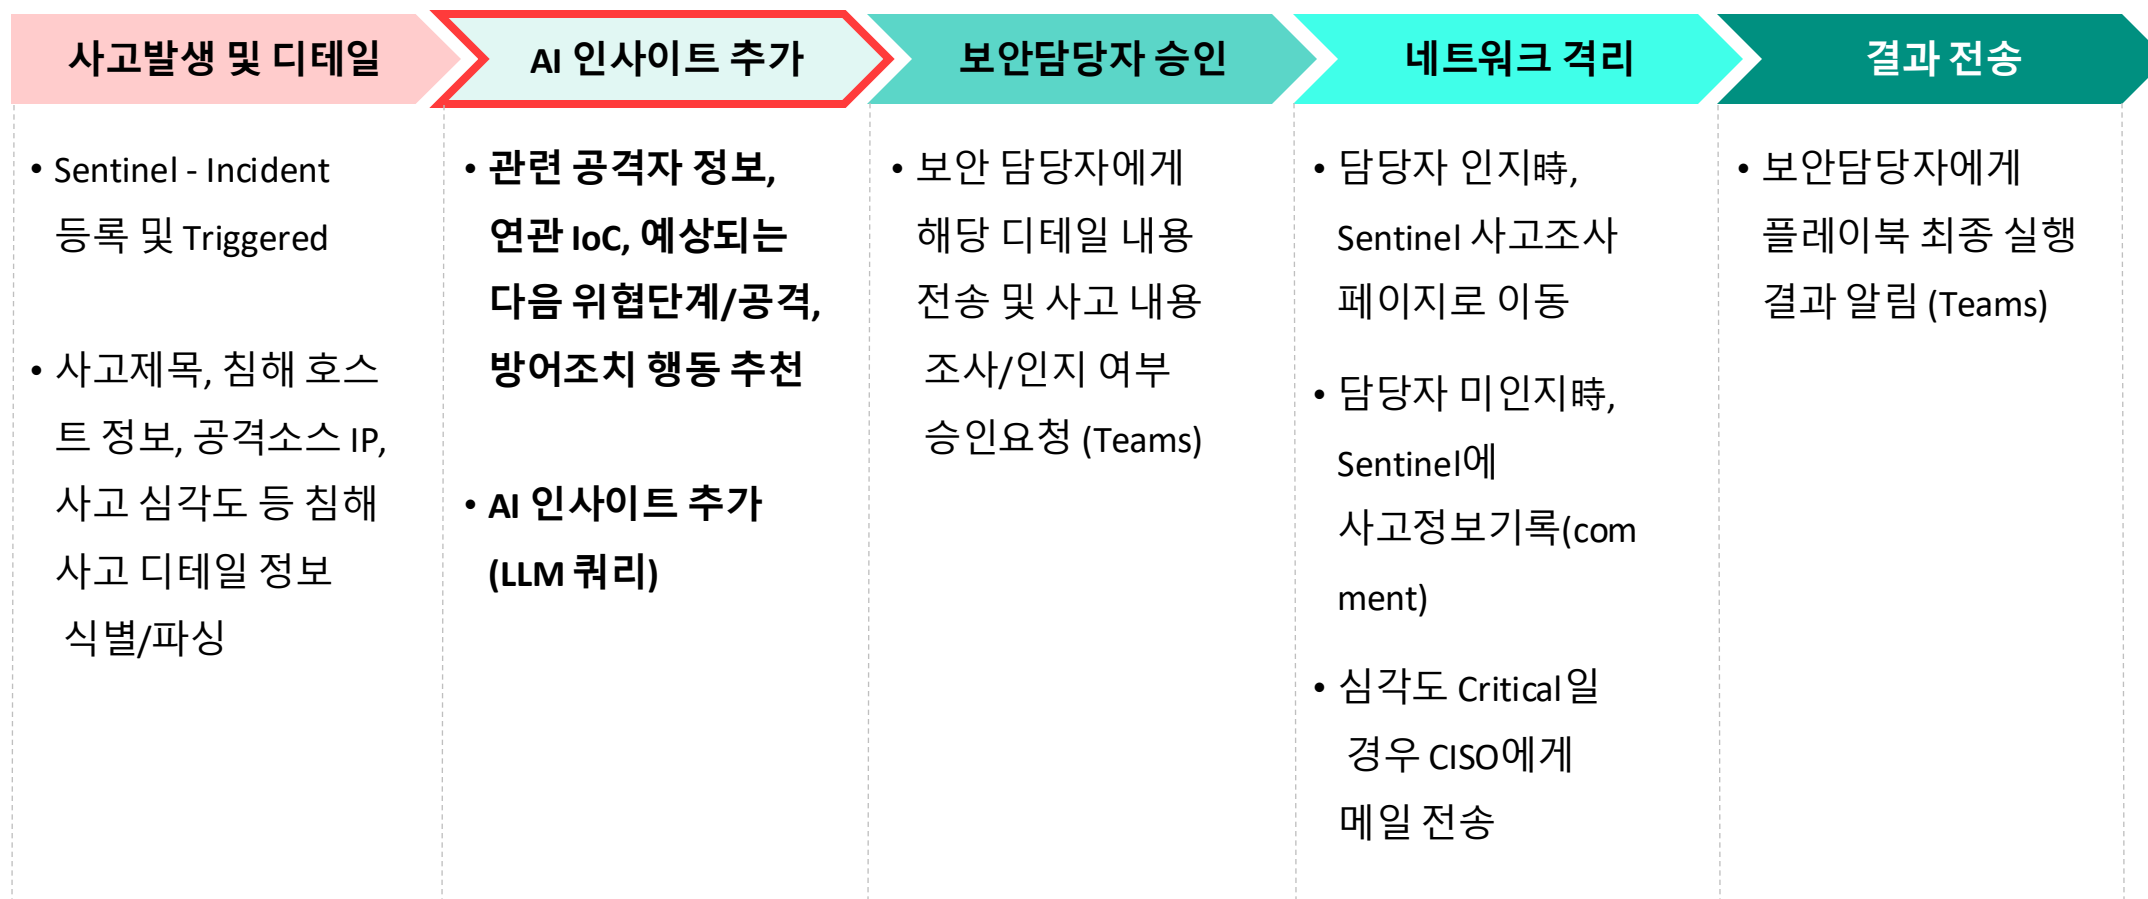 사고발생 및 디테일
AI 인사이트 추가
보안담당자 승인
네트워크 격리
결과 전송
• Sentinel - Incident
등록 및 Triggered
• 사고제목, 침해 호스
트 정보, 공격소스 IP,
사고 심각도 등 침해
사고 디테일 정보
식별/파싱
• 관련 공격자 정보,
연관 IoC, 예상되는
다음 위협단계/공격,
방어조치 행동 추천
• AI 인사이트 추가
(LLM 쿼리)
• 보안 담당자에게
해당 디테일 내용
전송 및 사고 내용
조사/인지 여부
승인요청 (Teams)
• 담당자 인지時,
Sentinel 사고조사
페이지로 이동
• 담당자 미인지時,
Sentinel에
사고정보기록(com
ment)
• 심각도 Critical일
경우 CISO에게
메일 전송
• 보안담당자에게
플레이북 최종 실행
결과 알림 (Teams)